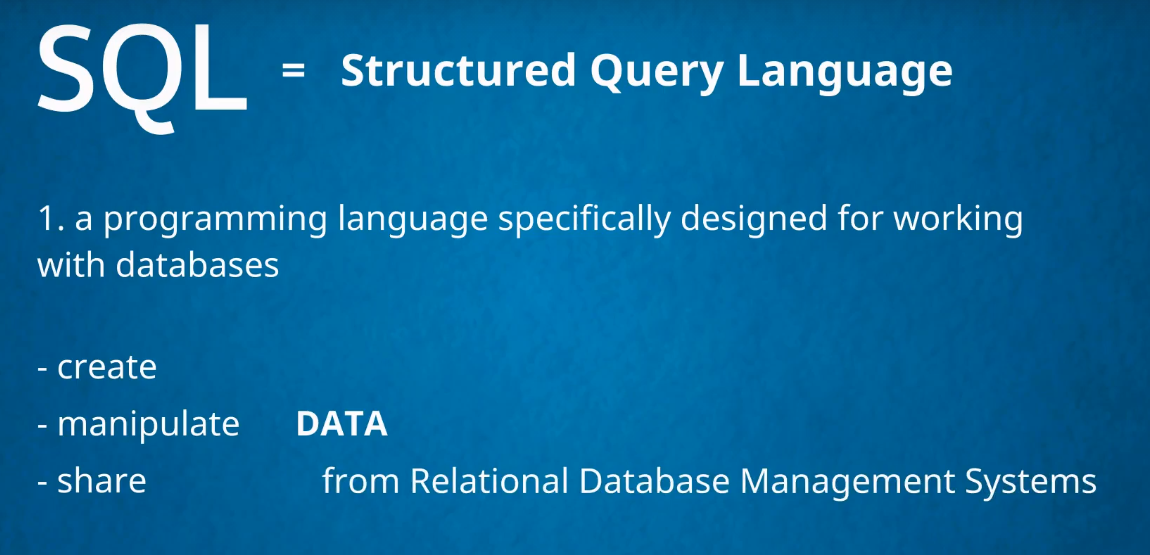 SQL = Structured Query Language
1. a programming language specifically designed for working
with databases
- create
- manipulate DATA
- share from Relational Database Management Systems